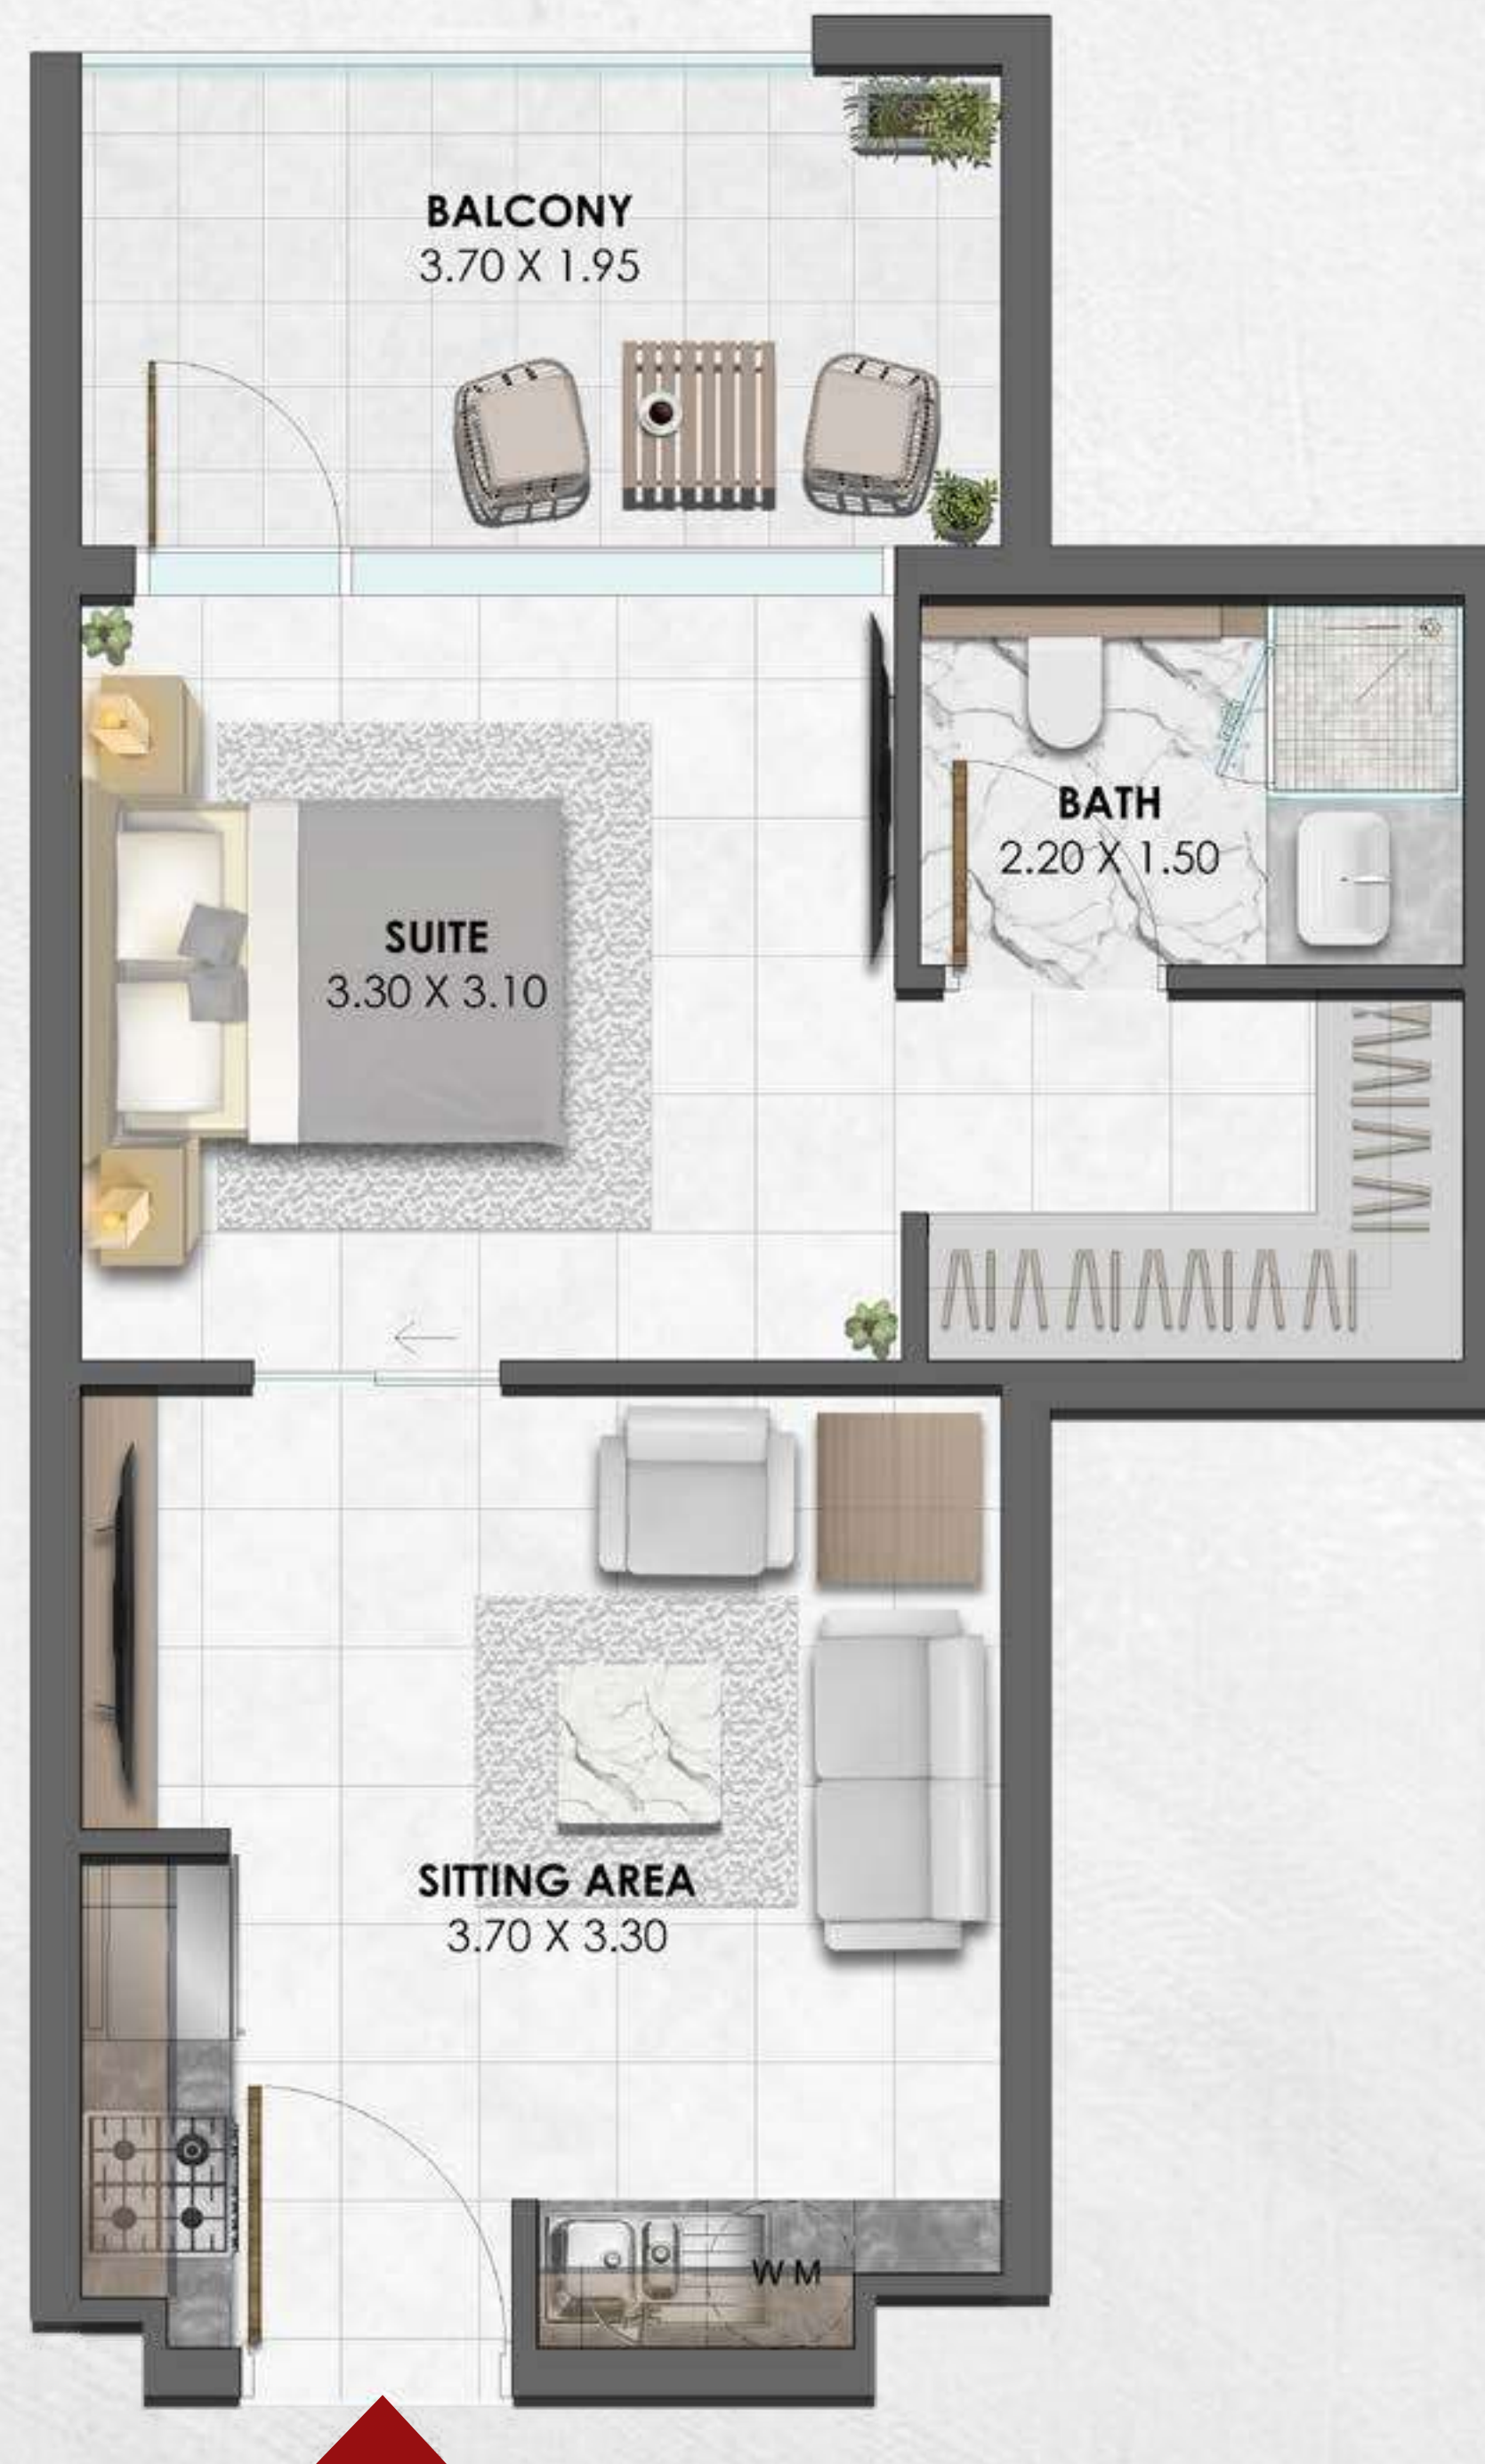 BALCONY
3.70 X 1.95
BATH
2.20 X 1.50
SUITE
3.30 X 3.10
SITTING AREA
3.70 X 3.30
W M